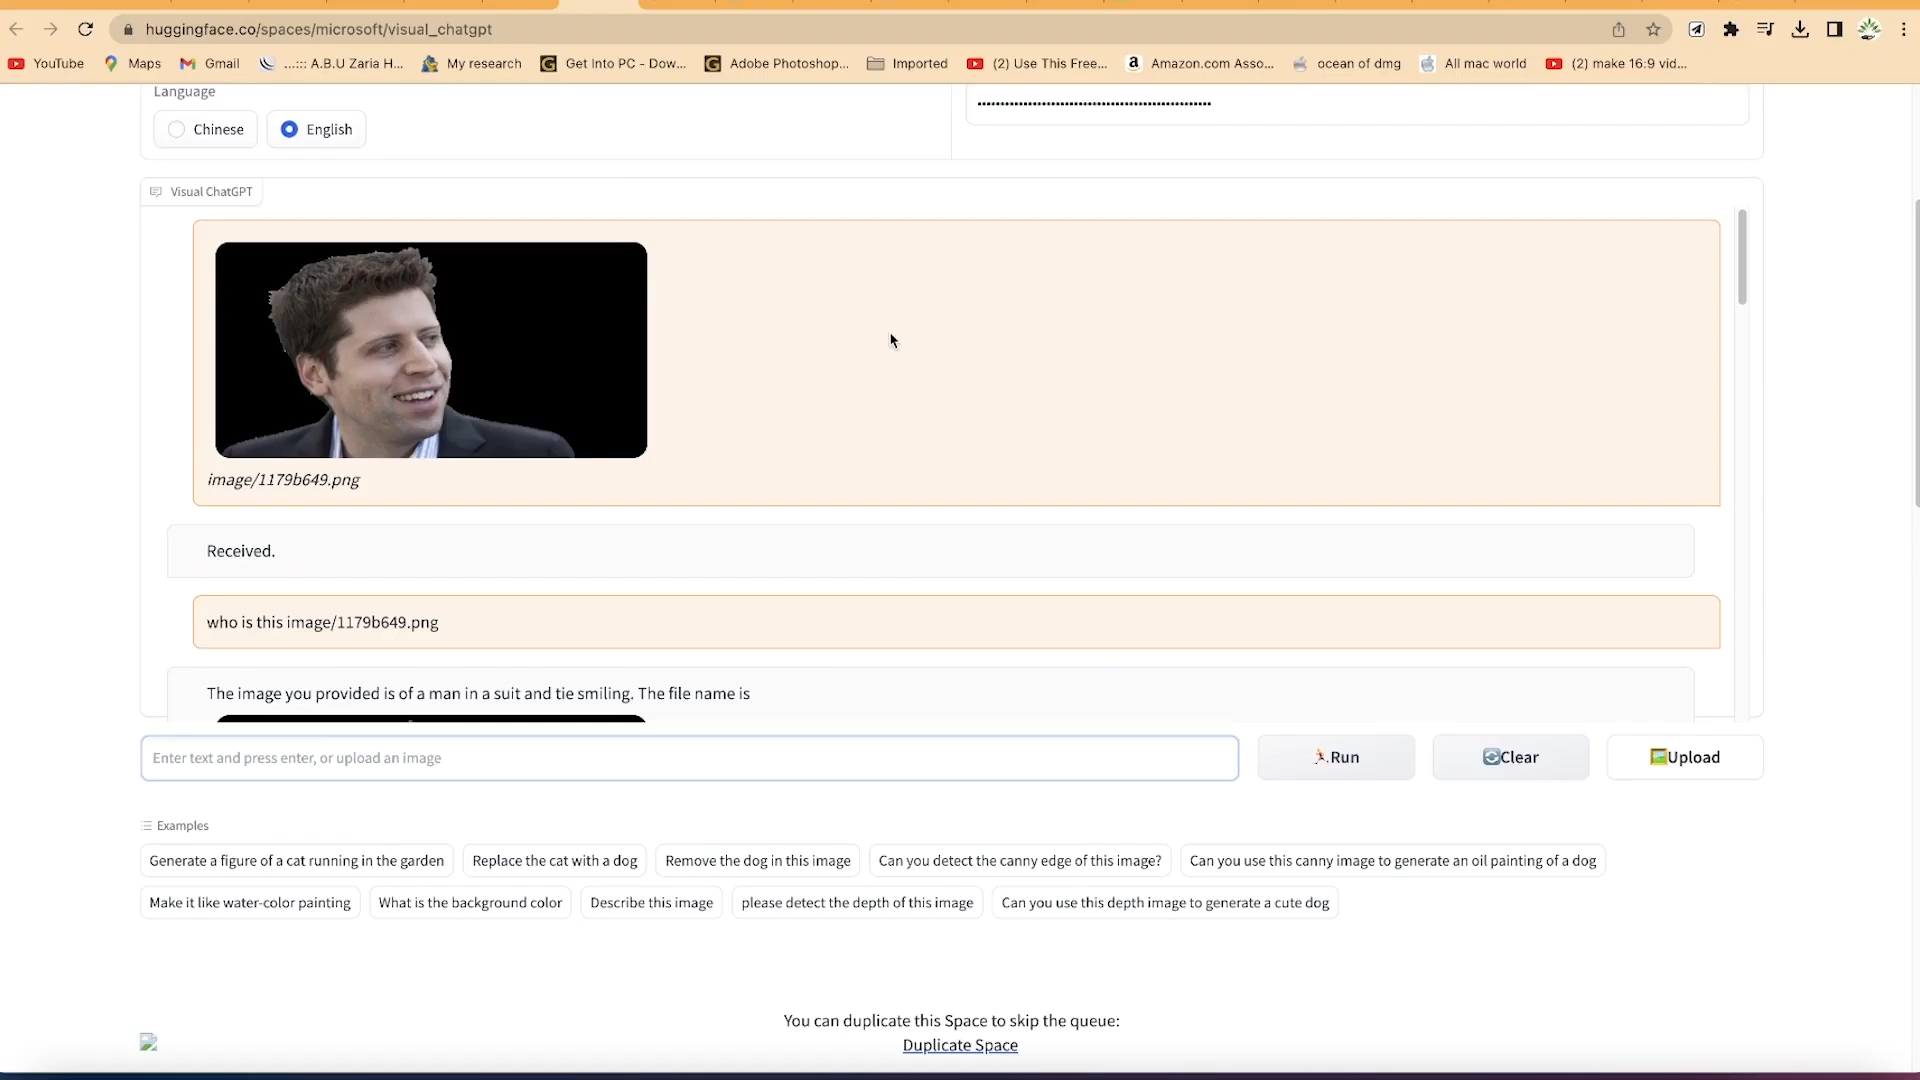 huggingface.co/spaces/microsoft/visual_chatgpt
YouTube Maps Gmail ...::: A.B.U Zaria H... My research Get Into PC - Dow... Adobe Photoshop... Imported (2) Use This Free... Amazon.com Asso... ocean of dmg All mac world (2) make 16:9 vid...
Language
Chinese English
Visual ChatGPT
image/1179b649.png
Received.
who is this image/1179b649.png
The image you provided is of a man in a suit and tie smiling. The file name is
Enter text and press enter, or upload an image
Run Clear Upload
Examples
Generate a figure of a cat running in the garden Replace the cat with a dog Remove the dog in this image Can you detect the canny edge of this image? Can you use this canny image to generate an oil painting of a dog
Make it like water-color painting What is the background color Describe this image please detect the depth of this image Can you use this depth image to generate a cute dog
You can duplicate this Space to skip the queue:
Duplicate Space